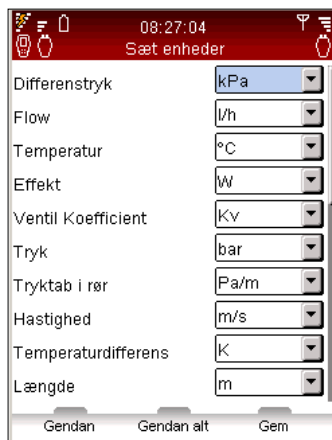 08:27:04
Sæt enheder
Differenstryk kPa
Flow l/h
Temperatur °C
Effekt W
Ventil Koefficient Kv
Tryk bar
Tryktab i rør Pa/m
Hastighed m/s
Temperaturdifferens K
Længde m
Gendan Gendan alt Gem